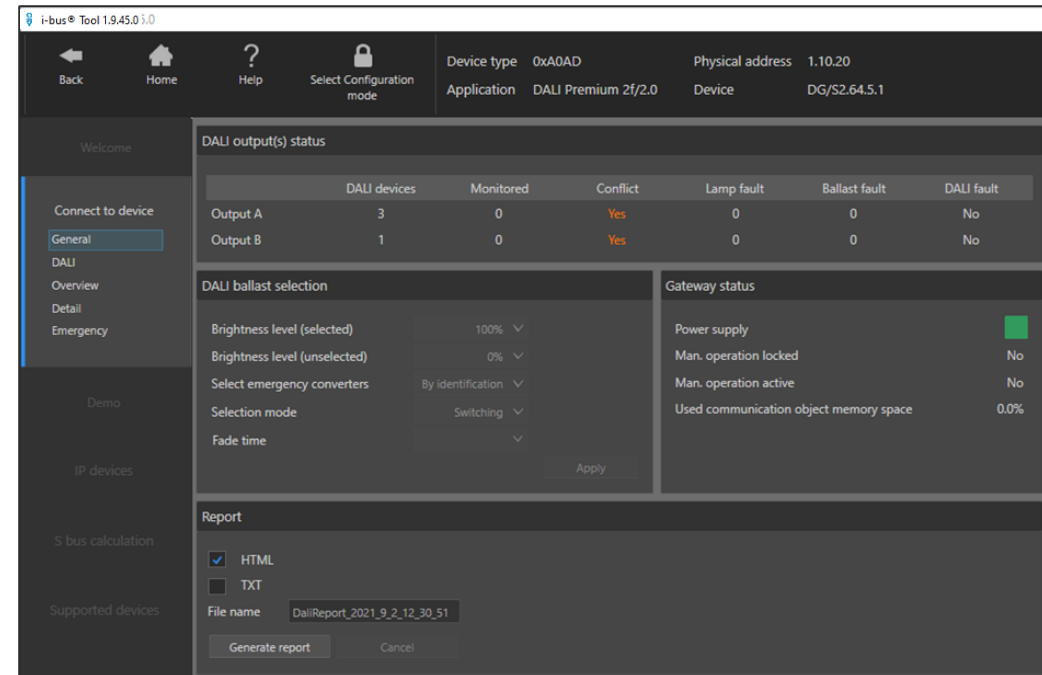 i-bus® Tool 1.9.45.0
Back
Home
Help
Select Configuration
mode
Device type 0xA0AD
Physical address 1.10.20
Application DALI Premium 2f/2.0
Device DG/S2.64.5.1
Welcome
Connect to device
General
DALI
Overview
Detail
Emergency
Demo
IP devices
S bus calculation
Supported devices
DALI output(s) status
DALI devices Monitored Conflict Lamp fault Ballast fault DALI fault
Output A 3 0 Yes 0 0 No
Output B 1 0 Yes 0 0 No
DALI ballast selection
Brightness level (selected) 100%
Brightness level (unselected) 0%
Select emergency converters By identification
Selection mode Switching
Fade time
Apply
Gateway status
Power supply
Man. operation locked No
Man. operation active No
Used communication object memory space 0.0%
Report
HTML
TXT
File name DaliReport_2021_9_2_12_30_51
Generate report Cancel